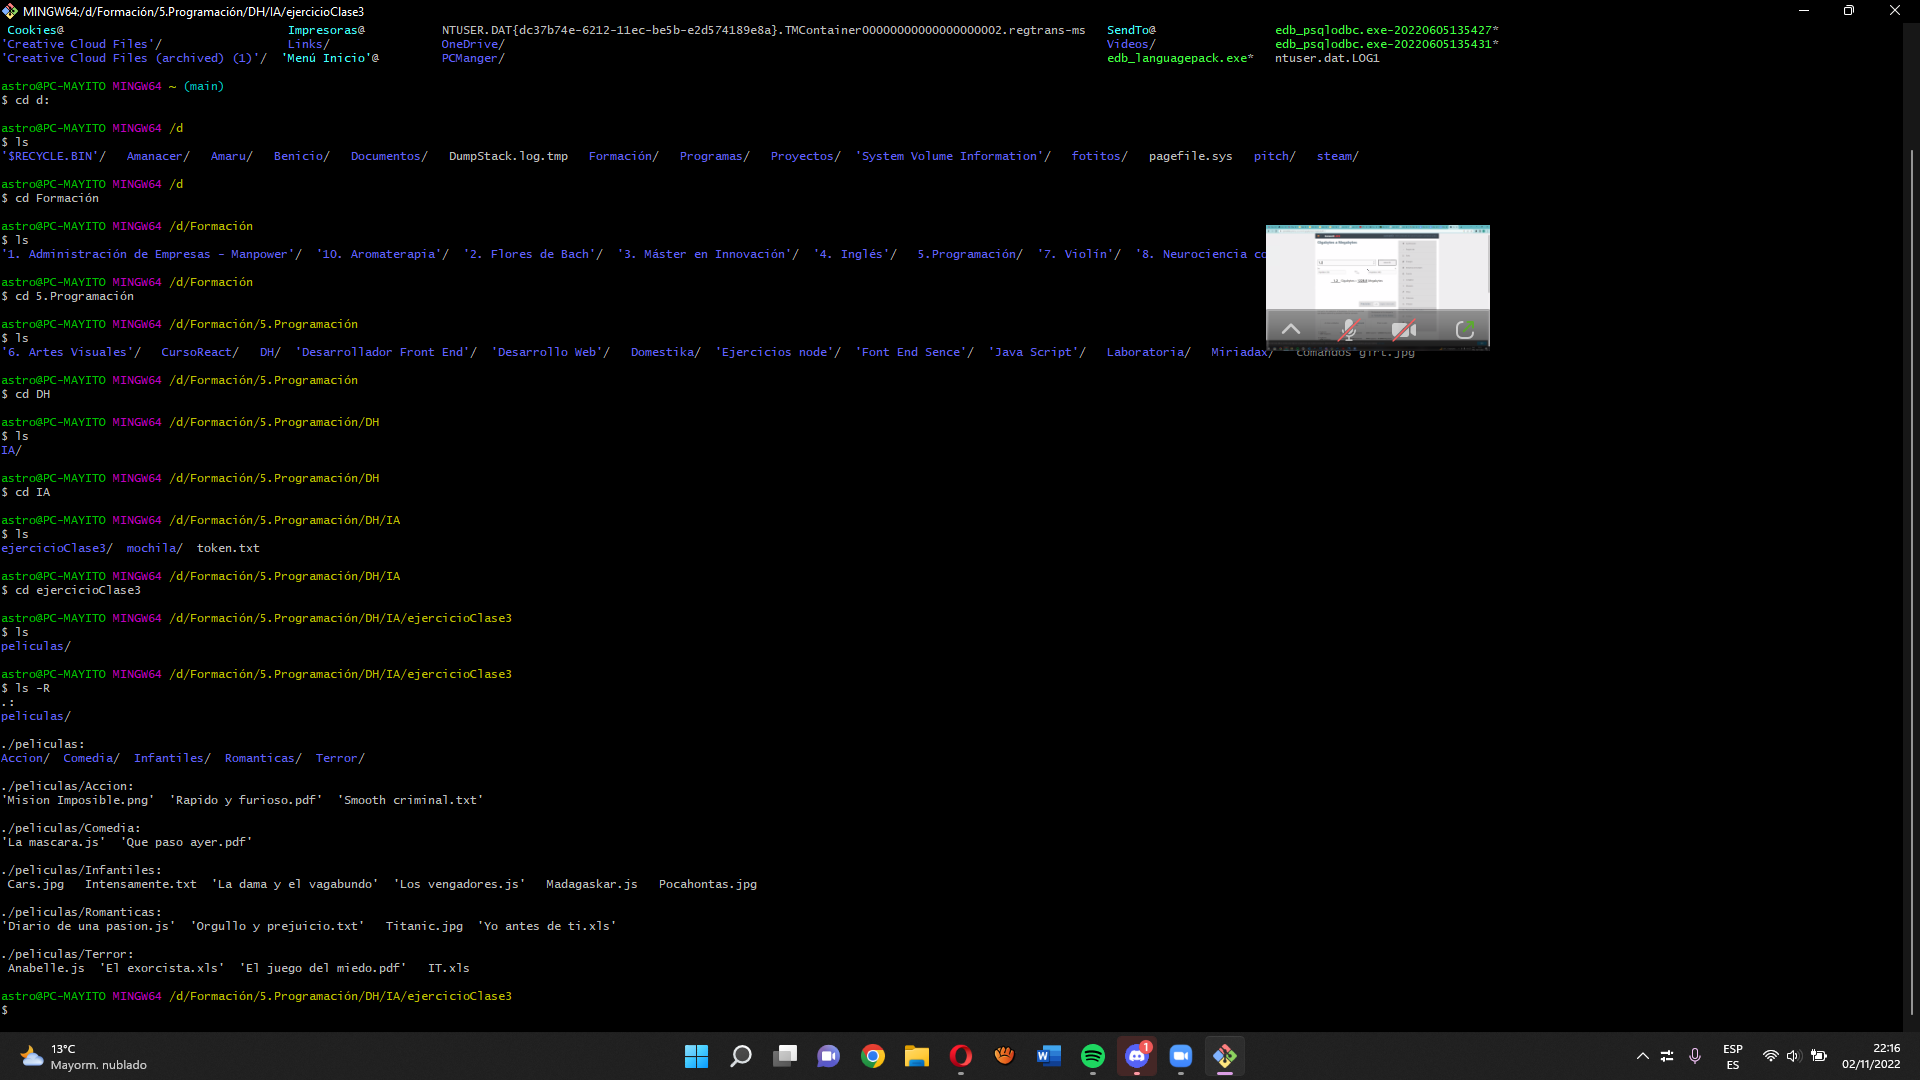 MINGW64:/d/Formación/5.Programación/DH/IA/ejercicioClase3
Cookies@ Impresoras@ NTUSER.DAT{dc37b74e-6212-11ec-be5b-e2d574189e8a}.TMContainer00000000000000000002.regtrans-ms SendTo@ edb_psqlodbc.exe-20220605135427*
'Creative Cloud Files'/ Links/ OneDrive/ Videos/ edb_psqlodbc.exe-20220605135431*
'Creative Cloud Files (archived) (1)'/ 'Menú Inicio'@ PCManger/ edb_languagepack.exe* ntuser.dat.LOG1
astro@PC-MAYITO MINGW64 ~ (main)
$ cd d:
astro@PC-MAYITO MINGW64 /d
$ ls
'$RECYCLE.BIN'/ Amanacer/ Amaru/ Benicio/ Documentos/ DumpStack.log.tmp Formación/ Programas/ Proyectos/ 'System Volume Information'/ fotitos/ pagefile.sys pitch/ steam/
astro@PC-MAYITO MINGW64 /d
$ cd Formación
astro@PC-MAYITO MINGW64 /d/Formación
$ ls
'1. Administración de Empresas - Manpower'/ '10. Aromaterapia'/ '2. Flores de Bach'/ '3. Máster en Innovación'/ '4. Inglés'/ 5.Programación/ '7. Violín'/ '8. Neurociencia co
astro@PC-MAYITO MINGW64 /d/Formación
$ cd 5.Programación
astro@PC-MAYITO MINGW64 /d/Formación/5.Programación
$ ls
'6. Artes Visuales'/ CursoReact/ DH/ 'Desarrollador Front End'/ 'Desarrollo Web'/ Domestika/ 'Ejercicios node'/ 'Font End Sence'/ 'Java Script'/ Laboratoria/ Miriadax/
astro@PC-MAYITO MINGW64 /d/Formación/5.Programación
$ cd DH
astro@PC-MAYITO MINGW64 /d/Formación/5.Programación/DH
$ ls
IA/
astro@PC-MAYITO MINGW64 /d/Formación/5.Programación/DH
$ cd IA
astro@PC-MAYITO MINGW64 /d/Formación/5.Programación/DH/IA
$ ls
ejercicioClase3/ mochila/ token.txt
astro@PC-MAYITO MINGW64 /d/Formación/5.Programación/DH/IA
$ cd ejercicioClase3
astro@PC-MAYITO MINGW64 /d/Formación/5.Programación/DH/IA/ejercicioClase3
$ ls
peliculas/
astro@PC-MAYITO MINGW64 /d/Formación/5.Programación/DH/IA/ejercicioClase3
$ ls -R
.:
peliculas/
./peliculas:
Accion/ Comedia/ Infantiles/ Romanticas/ Terror/
./peliculas/Accion:
'Mision Imposible.png' 'Rapido y furioso.pdf' 'Smooth criminal.txt'
./peliculas/Comedia:
'La mascara.js' 'Que paso ayer.pdf'
./peliculas/Infantiles:
Cars.jpg Intensamente.txt 'La dama y el vagabundo' 'Los vengadores.js' Madagaskar.js Pocahontas.jpg
./peliculas/Romanticas:
'Diario de una pasion.js' 'Orgullo y prejuicio.txt' Titanic.jpg 'Yo antes de ti.xls'
./peliculas/Terror:
Anabelle.js 'El exorcista.xls' 'El juego del miedo.pdf' IT.xls
astro@PC-MAYITO MINGW64 /d/Formación/5.Programación/DH/IA/ejercicioClase3
$
13°C
Mayorm. nublado
1
ESP
ES
22:16
02/11/2022